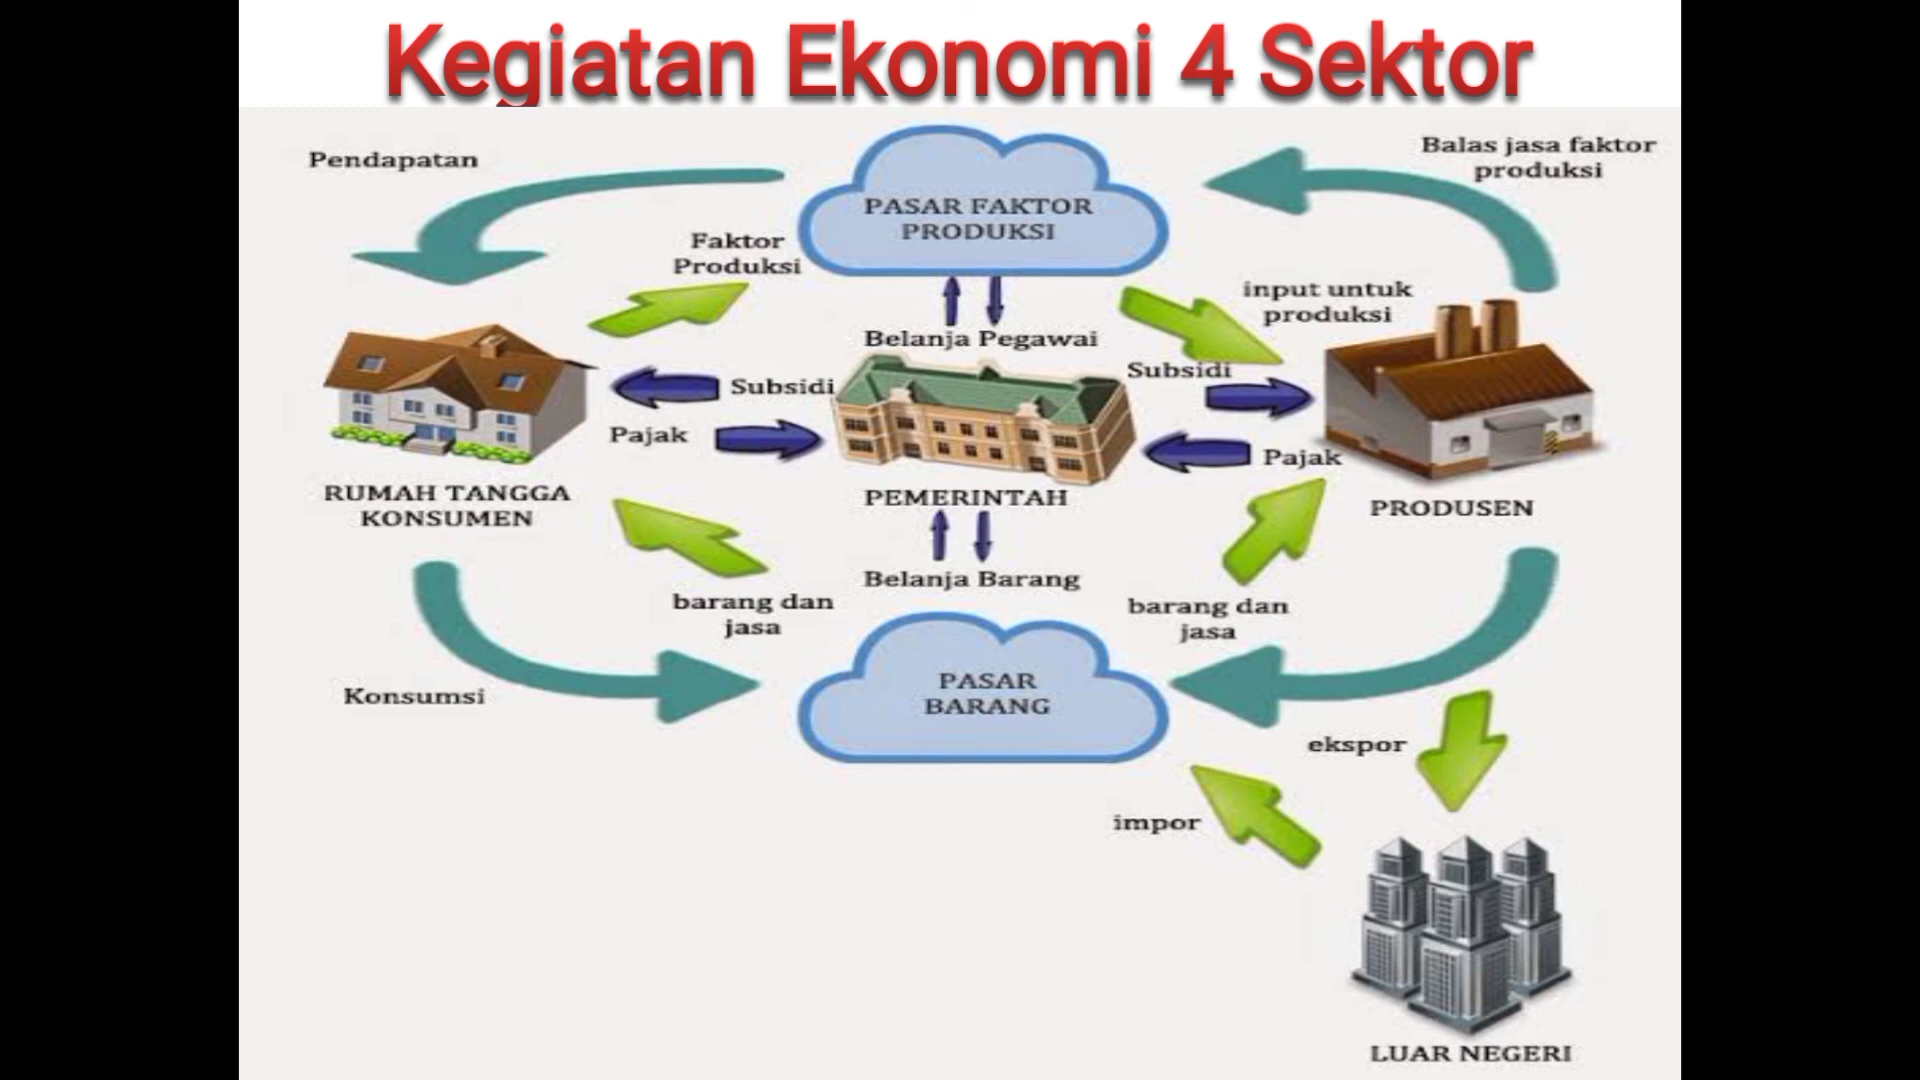 Kegiatan Ekonomi 4 Sektor
Pendapatan
Balas jasa faktor
produksi
PASAR FAKTOR
PRODUKSI
Faktor
Produksi
input untuk
produksi
Belanja Pegawai
Subsidi
Subsidi
Pajak
Pajak
RUMAH TANGGA
KONSUMEN
PEMERINTAH
PRODUSEN
Belanja Barang
barang dan
jasa
barang dan
jasa
Konsumsi
PASAR
BARANG
ekspor
impor
LUAR NEGERI